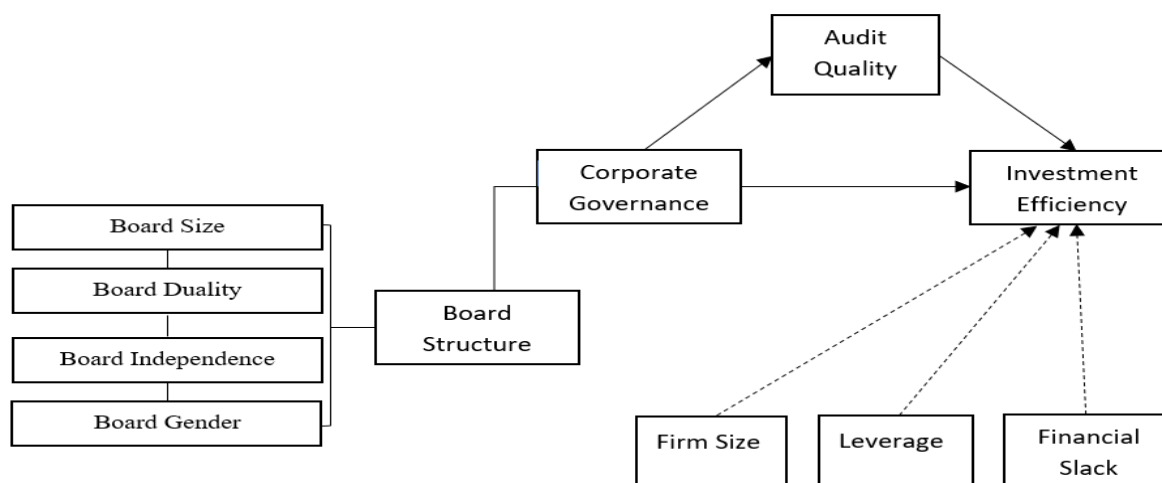 Audit
Quality
Corporate
Governance
Investment
Efficiency
Board Size
Board Duality
Board Independence
Board Gender
Board
Structure
Firm Size
Leverage
Financial
Slack